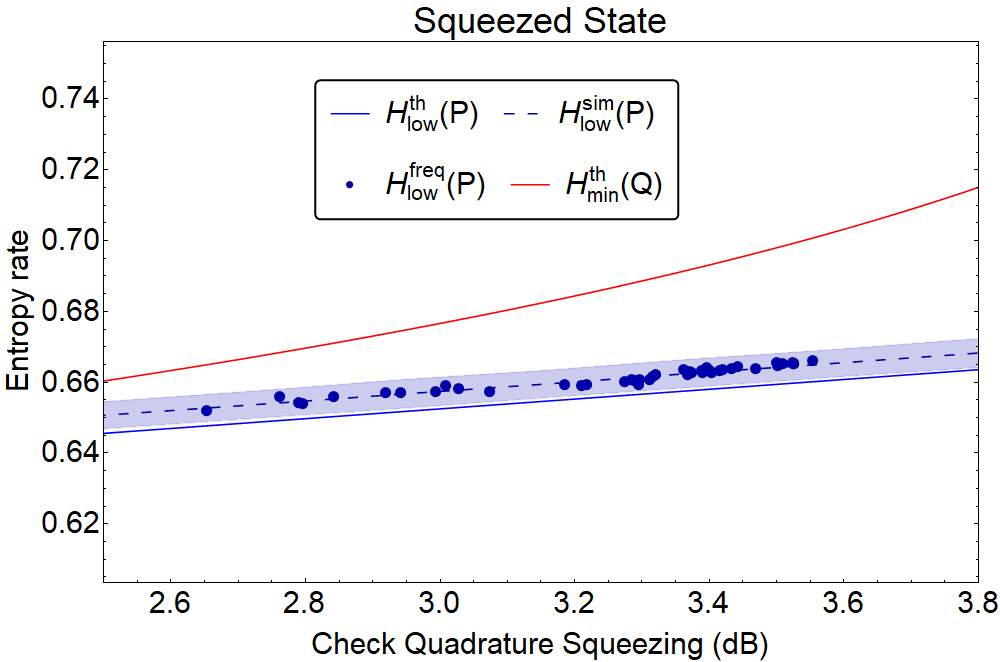 Squeezed State
H^th_low(P) H^sim_low(P)
H^freq_low(P) H^th_min(Q)
Entropy rate
0.74
0.72
0.70
0.68
0.66
0.64
0.62
2.6 2.8 3.0 3.2 3.4 3.6 3.8
Check Quadrature Squeezing (dB)